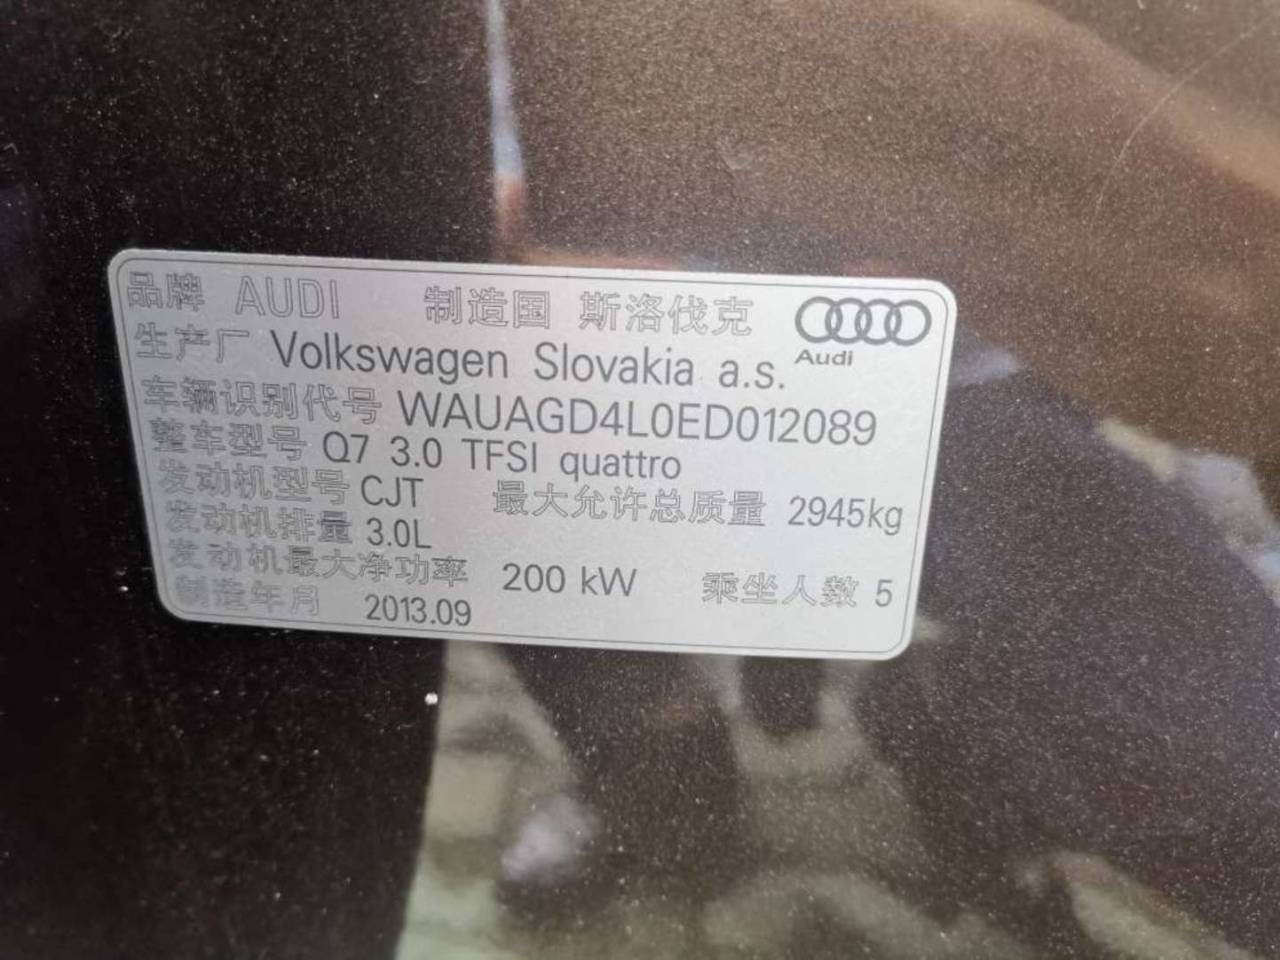 品牌 AUDI 制造国 斯洛伐克
Audi
生产厂 Volkswagen Slovakia a.s.
车辆识别代号 WAUAGD4L0ED012089
整车型号 Q7 3.0 TFSI quattro
发动机型号 CJT 最大允许总质量 2945kg
发动机排量 3.0L
发动机最大净功率 200 kW 乘坐人数 5
制造年月 2013.09